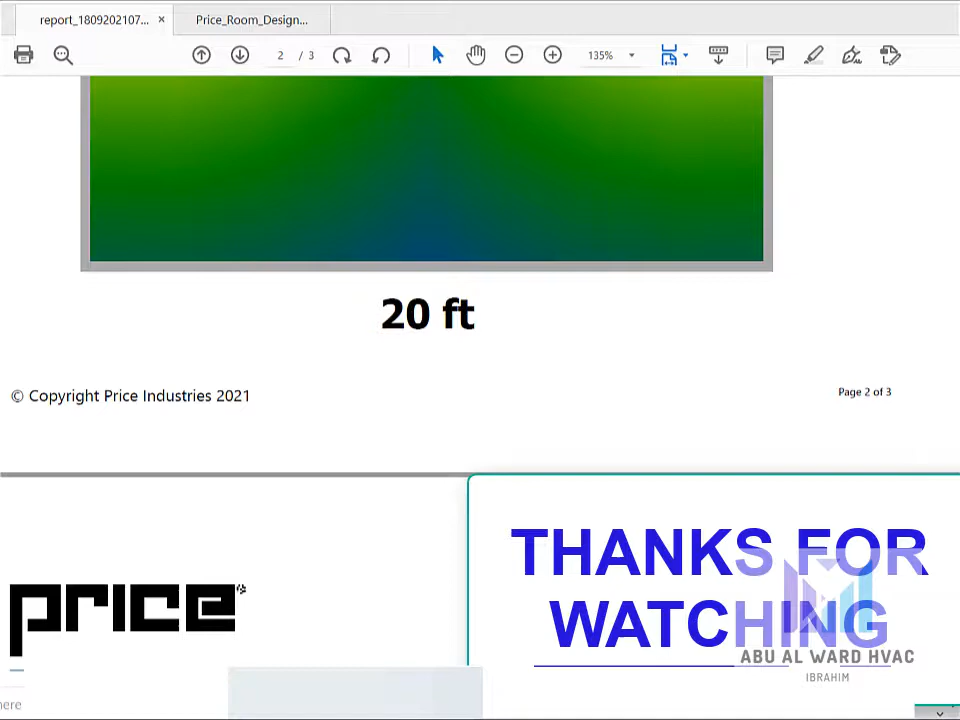 report_1809202107...
Price_Room_Design...
2 / 3
135%
20 ft
© Copyright Price Industries 2021
Page 2 of 3
price
THANKS FOR
WATCHING
ABU AL WARD HVAC
IBRAHIM
here